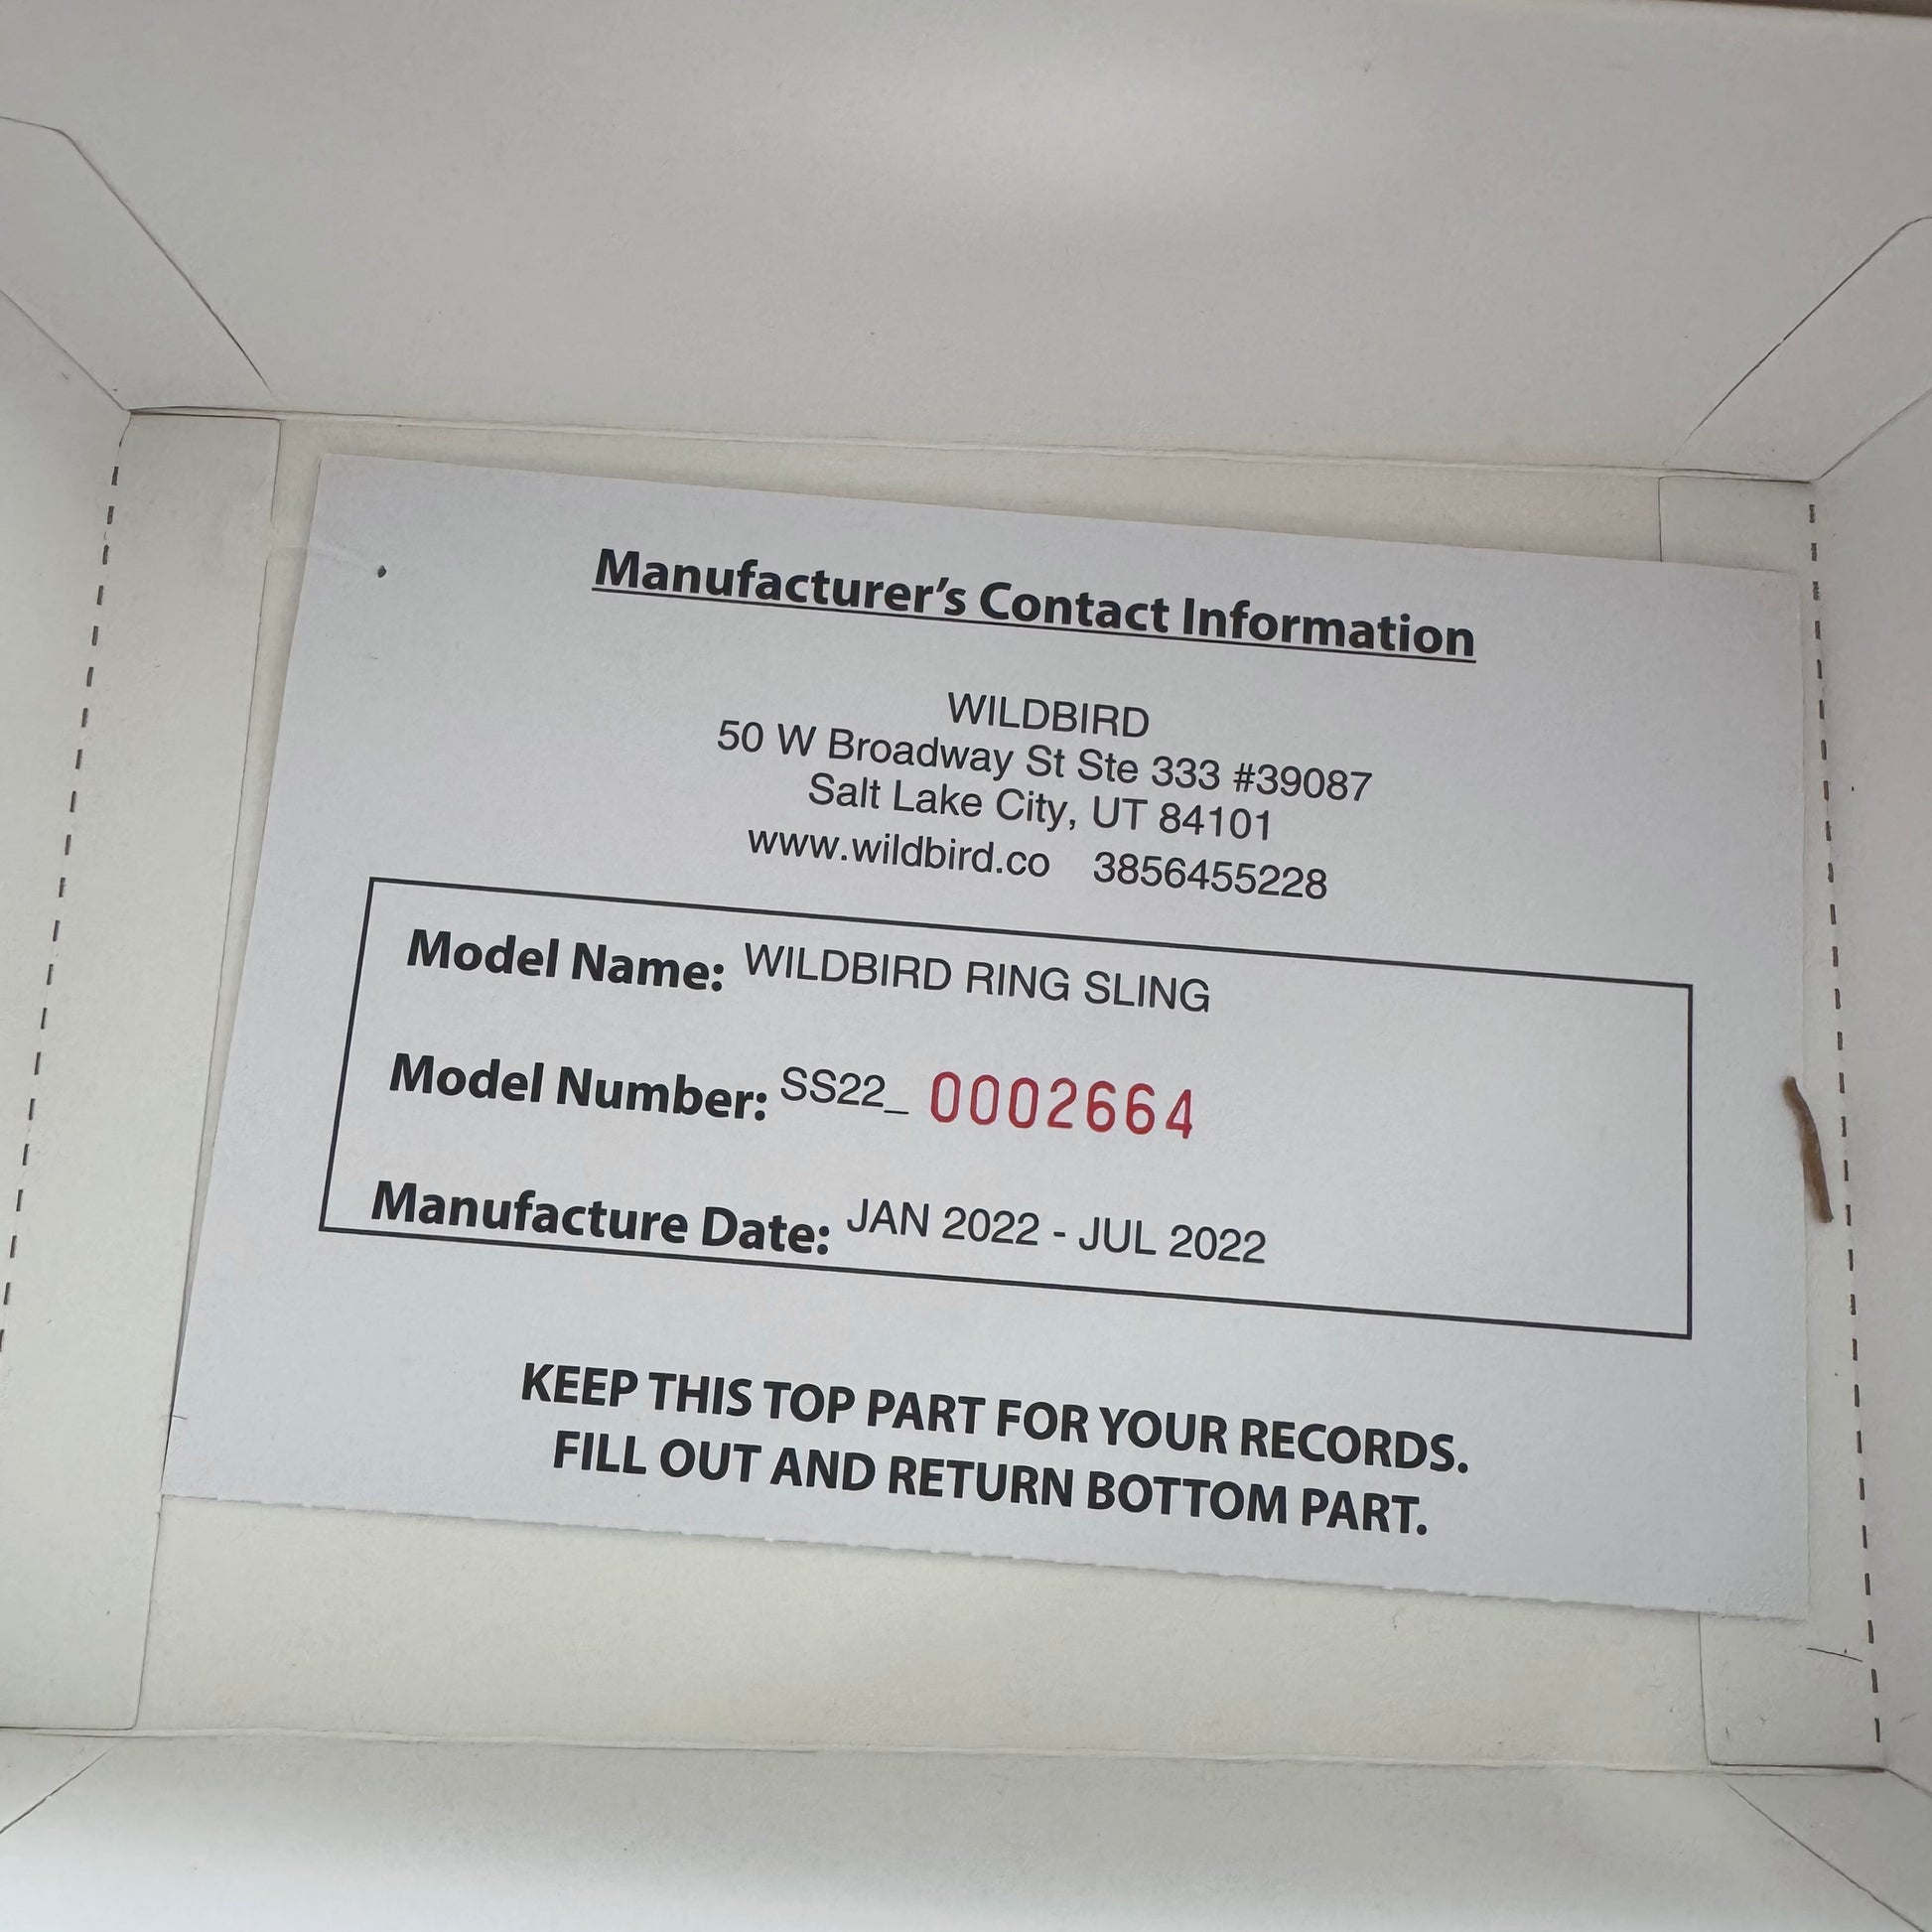 Manufacturer’s Contact Information
WILDBIRD
50 W Broadway St Ste 333 #39087
Salt Lake City, UT 84101
www.wildbird.co 3856455228
Model Name: WILDBIRD RING SLING
Model Number: SS22_ 0002664
Manufacture Date: JAN 2022 - JUL 2022
KEEP THIS TOP PART FOR YOUR RECORDS.
FILL OUT AND RETURN BOTTOM PART.